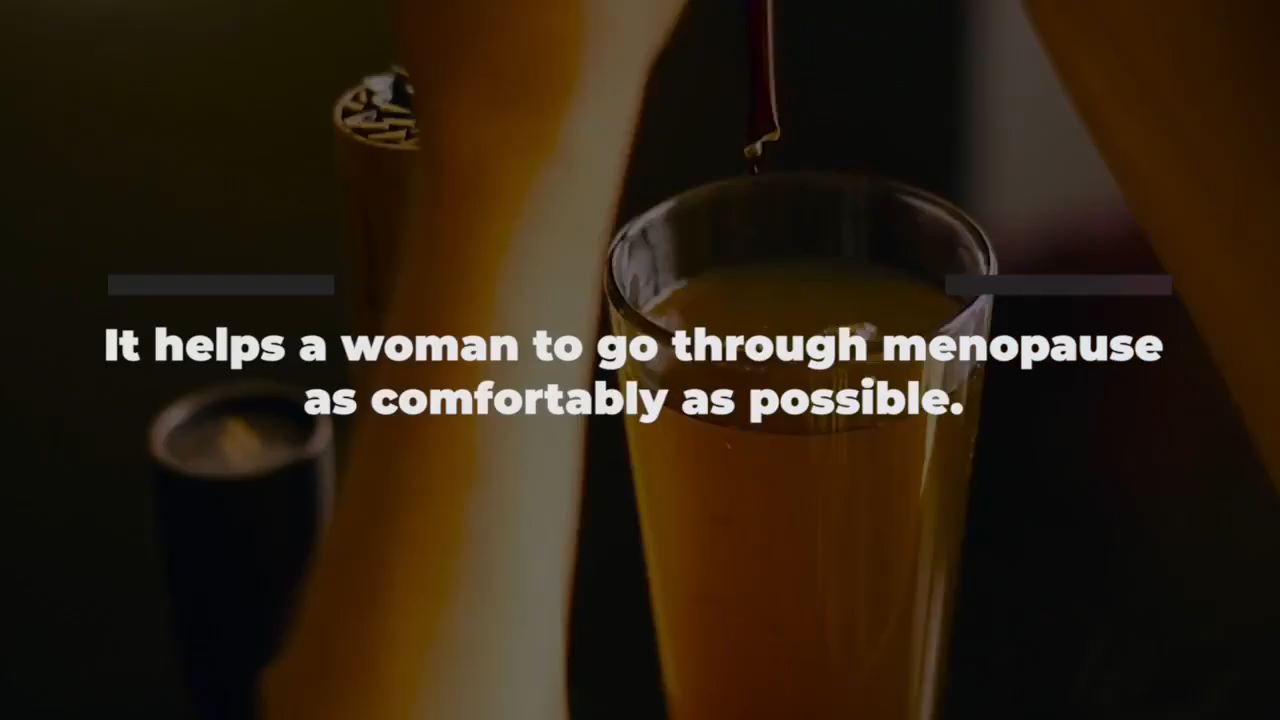 It helps a woman to go through menopause
as comfortably as possible.